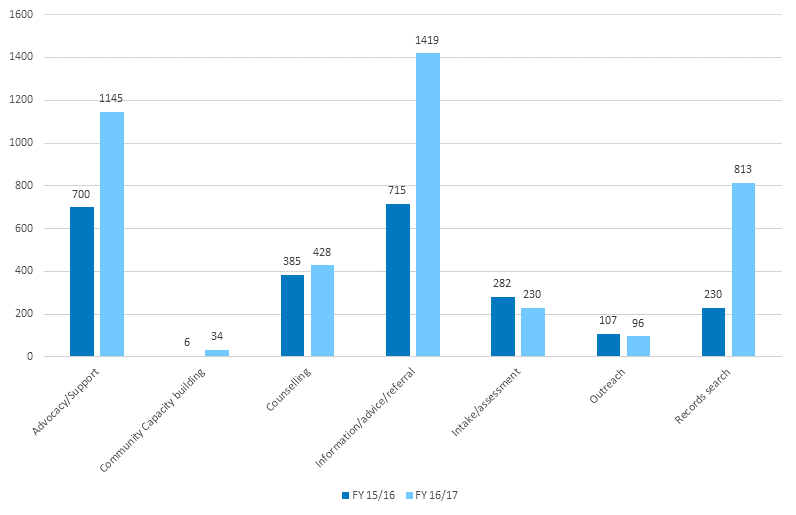 1600
1400
1200
1000
800
600
400
200
0
700
1145
6
34
385
428
715
1419
282
230
107
96
230
813
Advocacy/Support
Community Capacity building
Counselling
Information/advice/referral
Intake/assessment
Outreach
Records search
FY 15/16 FY 16/17